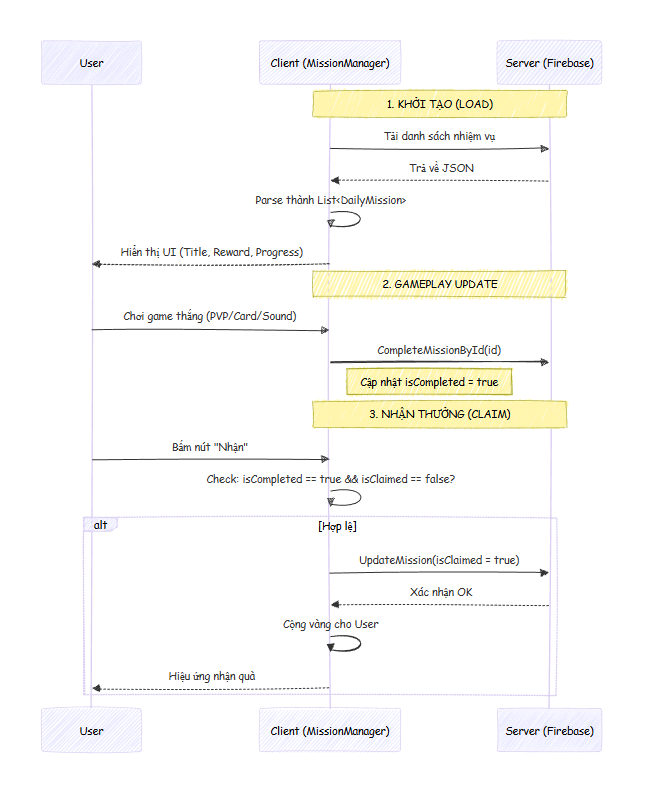 User
Client (MissionManager)
Server (Firebase)
1. KHỞI TẠO (LOAD)
Tải danh sách nhiệm vụ
Trả về JSON
Parse thành List<DailyMission>
Hiển thị UI (Title, Reward, Progress)
2. GAMEPLAY UPDATE
Chơi game thắng (PVP/Card/Sound)
CompleteMissionById(id)
Cập nhật isCompleted = true
3. NHẬN THƯỞNG (CLAIM)
Bấm nút "Nhận"
Check: isCompleted == true && isClaimed == false?
alt
[Hợp lệ]
UpdateMission(isClaimed = true)
Xác nhận OK
Cộng vàng cho User
Hiệu ứng nhận quà
User
Client (MissionManager)
Server (Firebase)